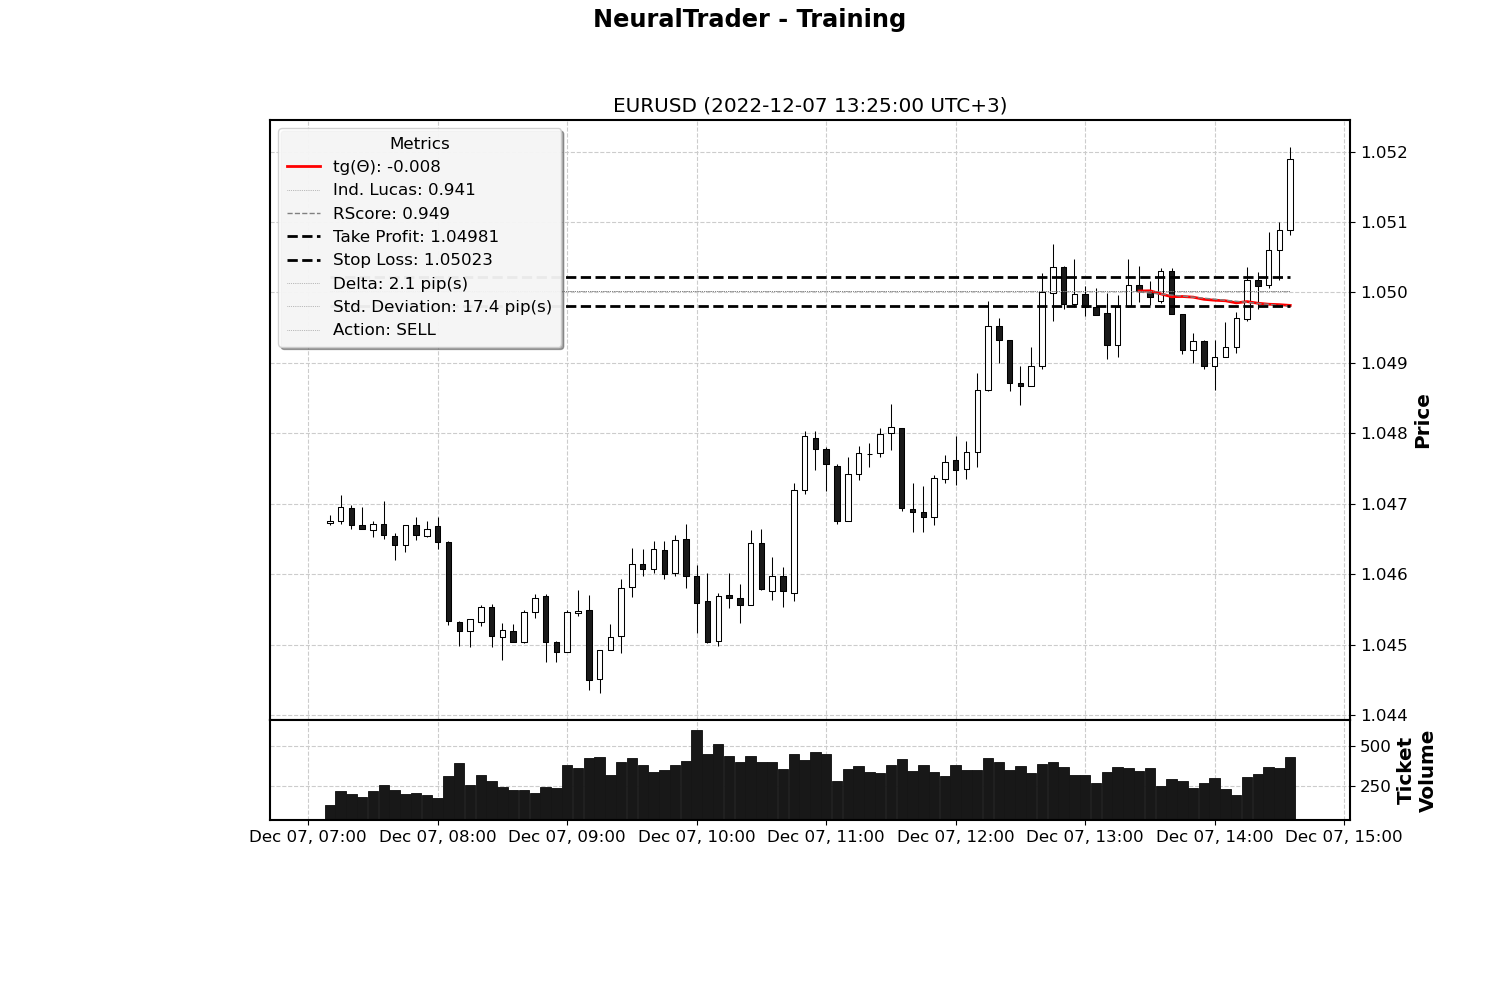 NeuralTrader - Training
EURUSD (2022-12-07 13:25:00 UTC+3)
Metrics
tg(Θ): -0.008
Ind. Lucas: 0.941
RScore: 0.949
Take Profit: 1.04981
Stop Loss: 1.05023
Delta: 2.1 pip(s)
Std. Deviation: 17.4 pip(s)
Action: SELL
1.052
1.051
1.050
1.049
1.048
1.047
1.046
1.045
1.044
Price
500
250
Ticket
Volume
Dec 07, 07:00
Dec 07, 08:00
Dec 07, 09:00
Dec 07, 10:00
Dec 07, 11:00
Dec 07, 12:00
Dec 07, 13:00
Dec 07, 14:00
Dec 07, 15:00